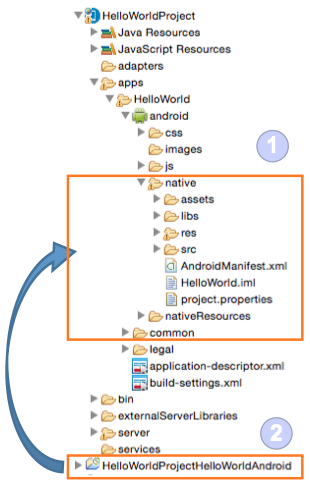 HelloWorldProject
Java Resources
JavaScript Resources
adapters
apps
HelloWorld
android
css
1
images
js
native
assets
libs
res
src
AndroidManifest.xml
HelloWorld.iml
project.properties
nativeResources
common
legal
application-descriptor.xml
build-settings.xml
bin
externalServerLibraries
server
2
services
HelloWorldProjectHelloWorldAndroid